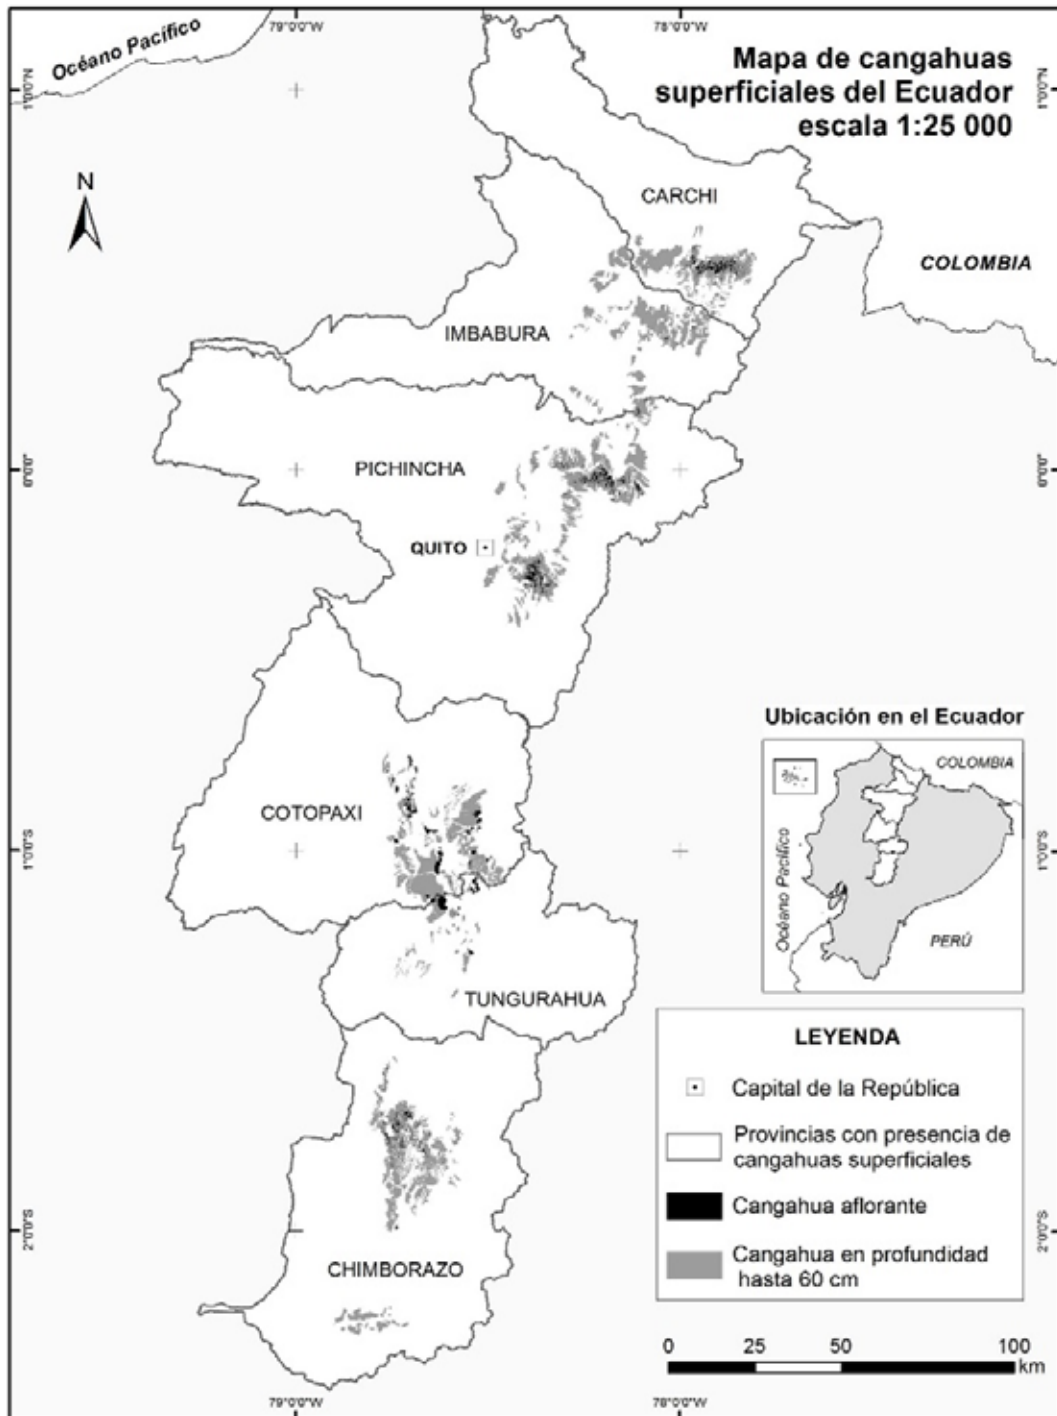 79°0'0"W
78°0'0"W
Océano Pacífico
Mapa de cangahuas
superficiales del Ecuador
escala 1:25 000
1°0'0"N
1°0'0"N
N
CARCHI
COLOMBIA
IMBABURA
PICHINCHA
0°0'0"
0°0'0"
QUITO
Ubicación en el Ecuador
COLOMBIA
Océano Pacífico
PERÚ
COTOPAXI
1°0'0"S
1°0'0"S
TUNGURAHUA
LEYENDA
Capital de la República
Provincias con presencia de
cangahuas superficiales
Cangahua aflorante
Cangahua en profundidad
hasta 60 cm
2°0'0"S
2°0'0"S
CHIMBORAZO
0 25 50 100
km
79°0'0"W
78°0'0"W